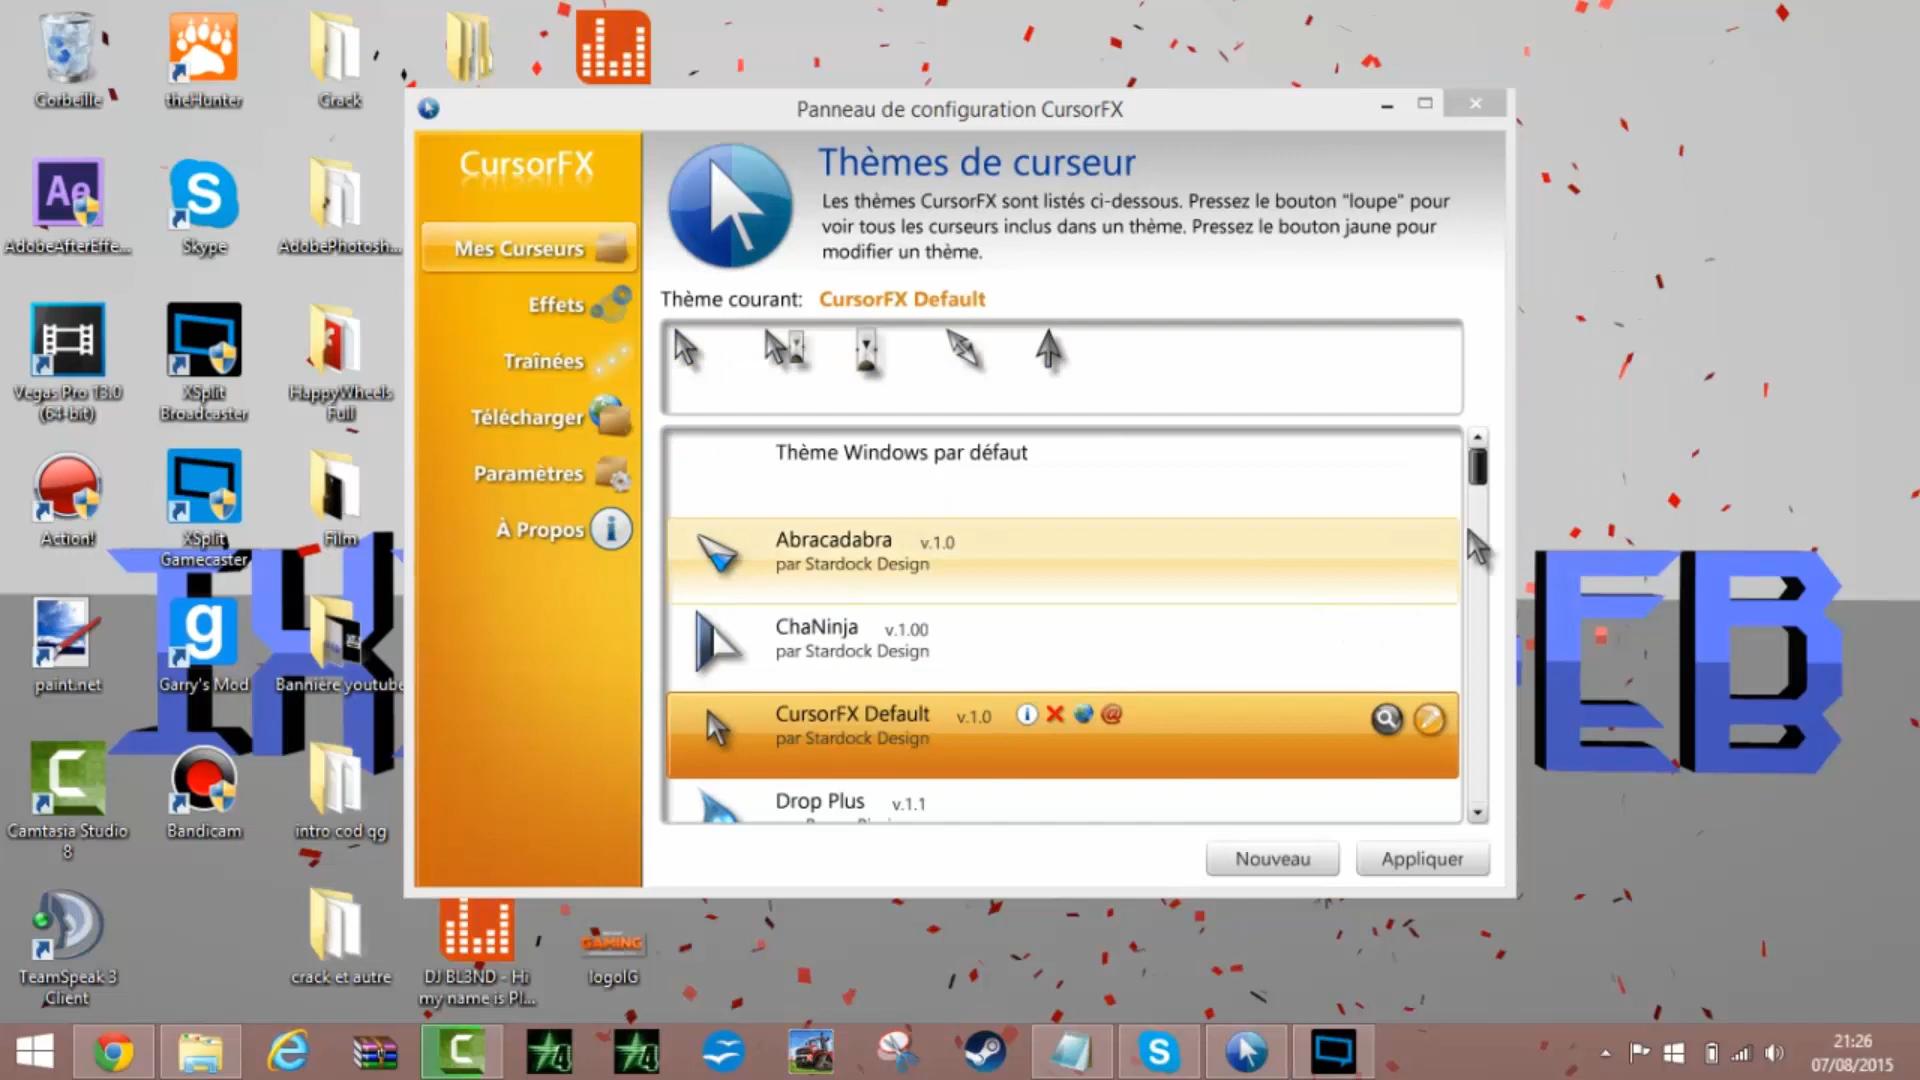 Corbeille
theHunter
Crack
AdobeAfterEffe...
Skype
AdobePhotosh...
Vegas Pro 13.0
(64-bit)
XSplit
Broadcaster
HappyWheels
Full
Action!
XSplit
Gamecaster
Film
paint.net
Garry's Mod
Bannière youtube
Camtasia Studio
8
Bandicam
intro cod qg
TeamSpeak 3
Client
crack et autre
DJ BL3ND - Hi
my name is Pl...
GAMING
logoIG
Panneau de configuration CursorFX
CursorFX
Mes Curseurs
Effets
Traînées
Télécharger
Paramètres
À Propos
Thèmes de curseur
Les thèmes CursorFX sont listés ci-dessous. Pressez le bouton "loupe" pour
voir tous les curseurs inclus dans un thème. Pressez le bouton jaune pour
modifier un thème.
Thème courant: CursorFX Default
Thème Windows par défaut
Abracadabra v.1.0
par Stardock Design
ChaNinja v.1.00
par Stardock Design
CursorFX Default v.1.0
par Stardock Design
Drop Plus v.1.1
Nouveau
Appliquer
21:26
07/08/2015